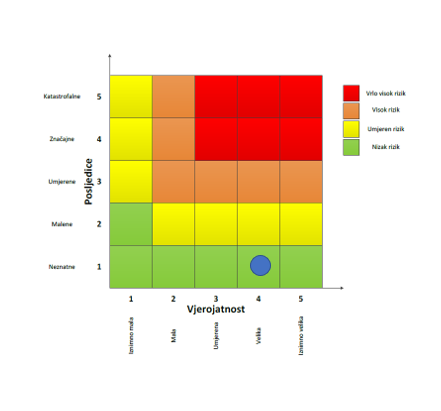 Katastrofalne 5
Značajne 4
Umjerene 3
Malene 2
Neznatne 1
Posljedice
1 2 3 4 5
Vjerojatnost
Iznimno mala
Mala
Umjerena
Velika
Iznimno velika
Vrlo visok rizik
Visok rizik
Umjeren rizik
Nizak rizik